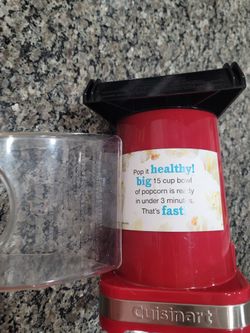 Pop it healthy!
big 15 cup bowl
of popcorn is ready
in under 3 minutes.
That's fast.
Cuisinart